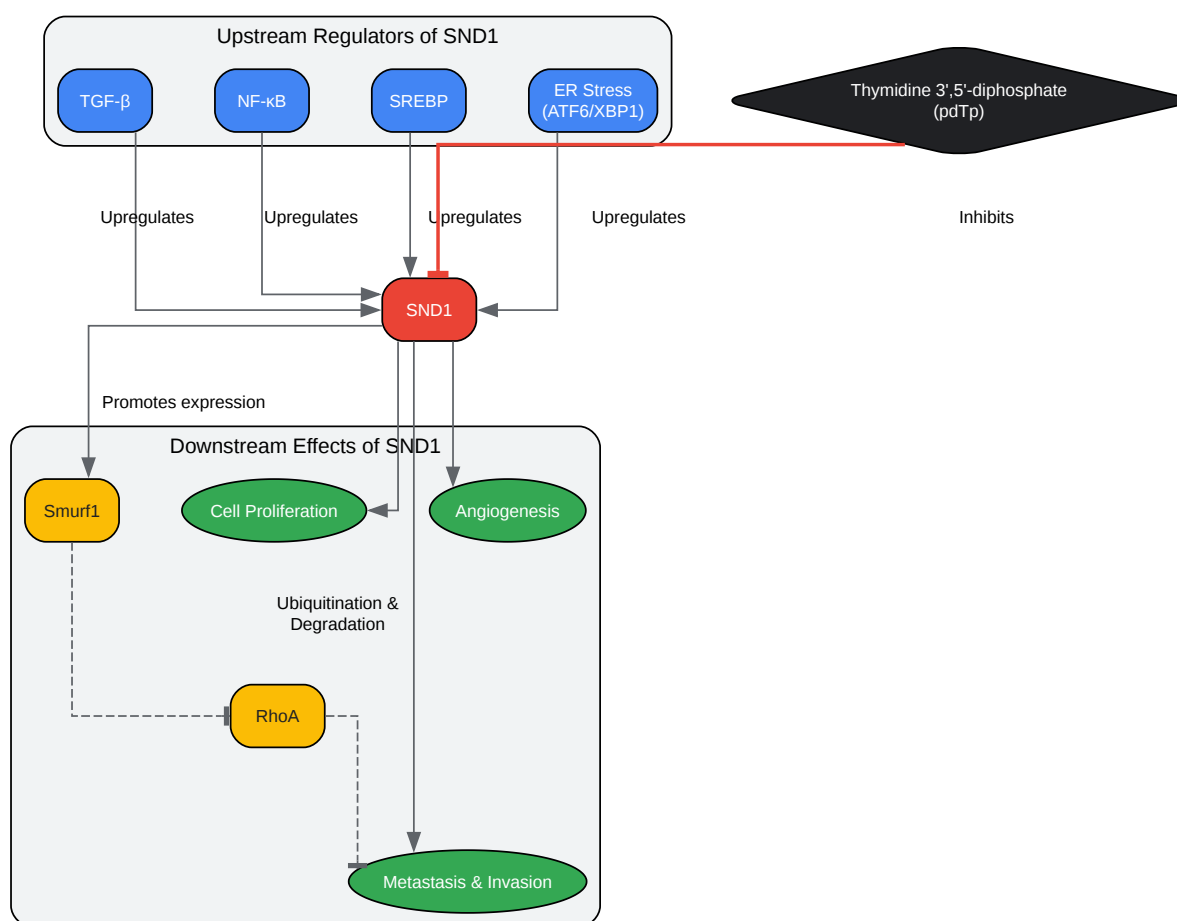 Upstream Regulators of SND1
TGF-β
NF-κB
SREBP
ER Stress
(ATF6/XBP1)
Thymidine 3',5'-diphosphate
(pdTp)
Upregulates
Upregulates
Upregulates
Upregulates
Inhibits
SND1
Promotes expression
Downstream Effects of SND1
Smurf1
Cell Proliferation
Angiogenesis
Ubiquitination &
Degradation
RhoA
Metastasis & Invasion